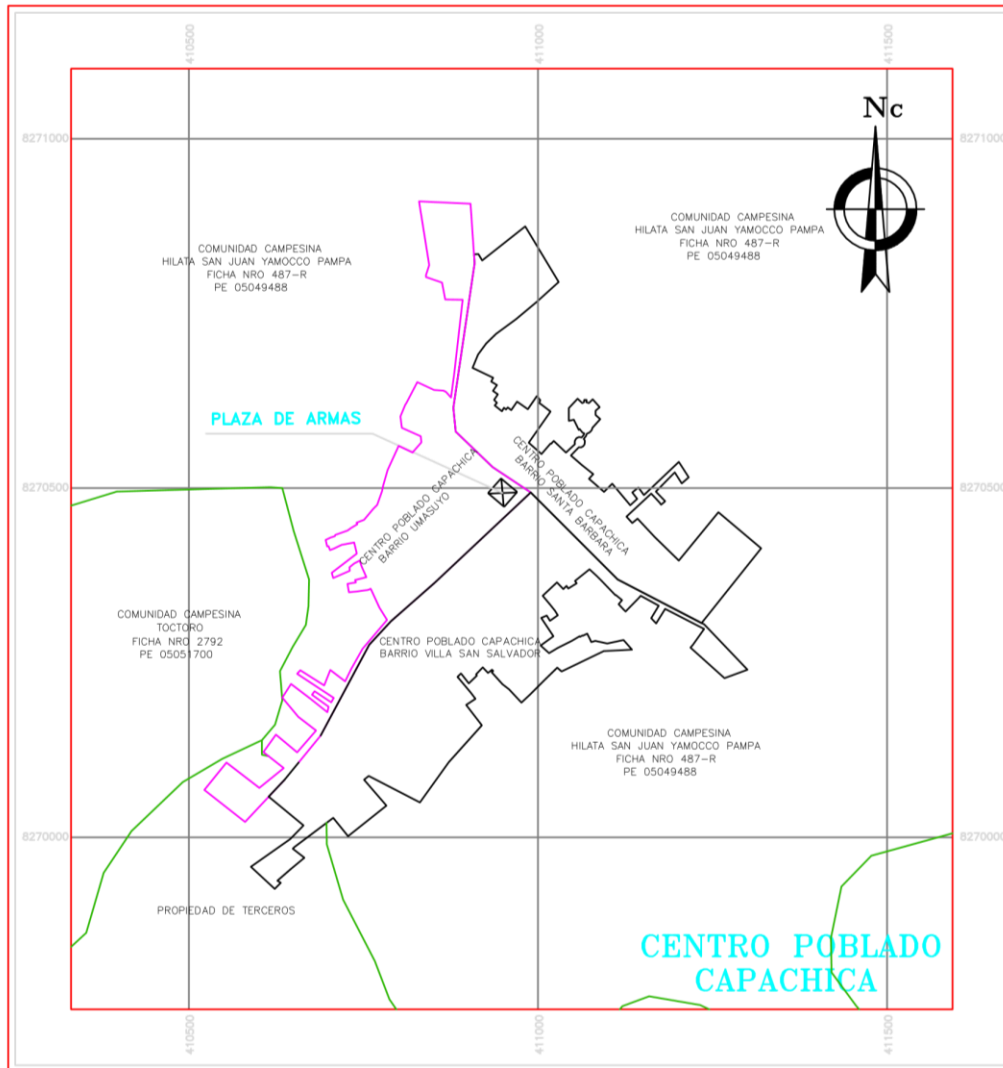 410500
411000
411500
Nc
8271000
8271000
COMUNIDAD CAMPESINA
HILATA SAN JUAN YAMOCCO PAMPA
FICHA NRO 487-R
PE 05049488
COMUNIDAD CAMPESINA
HILATA SAN JUAN YAMOCCO PAMPA
FICHA NRO 487-R
PE 05049488
PLAZA DE ARMAS
CENTRO POBLADO CAPACHICA
BARRIO UMASUYO
CENTRO POBLADO CAPACHICA
BARRIO SANTA BARBARA
8270500
8270500
COMUNIDAD CAMPESINA
TOCTORO
FICHA NRO 2792
PE 05051700
CENTRO POBLADO CAPACHICA
BARRIO VILLA SAN SALVADOR
COMUNIDAD CAMPESINA
HILATA SAN JUAN YAMOCCO PAMPA
FICHA NRO 487-R
PE 05049488
8270000
8270000
PROPIEDAD DE TERCEROS
CENTRO POBLADO
CAPACHICA
410500
411000
411500